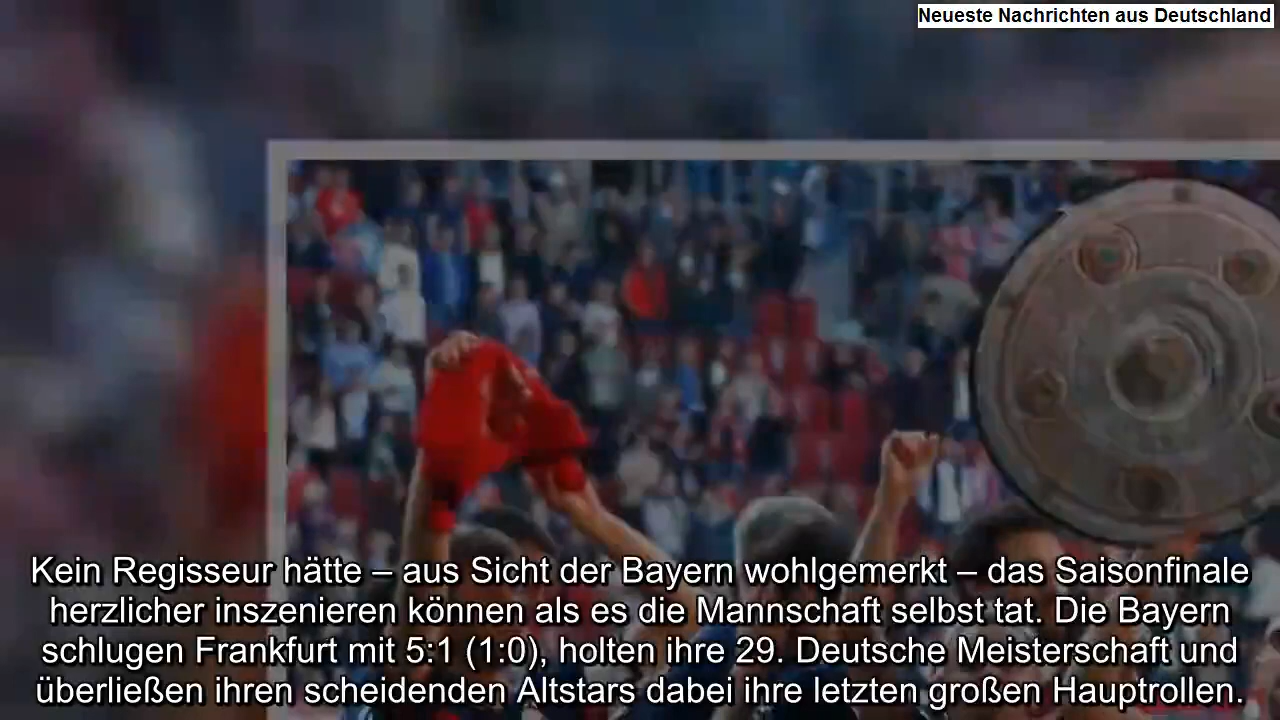 Neueste Nachrichten aus Deutschland
Kein Regisseur hätte – aus Sicht der Bayern wohlgemerkt – das Saisonfinale
herzlicher inszenieren können als es die Mannschaft selbst tat. Die Bayern
schlugen Frankfurt mit 5:1 (1:0), holten ihre 29. Deutsche Meisterschaft und
überließen ihren scheidenden Altstars dabei ihre letzten großen Hauptrollen.